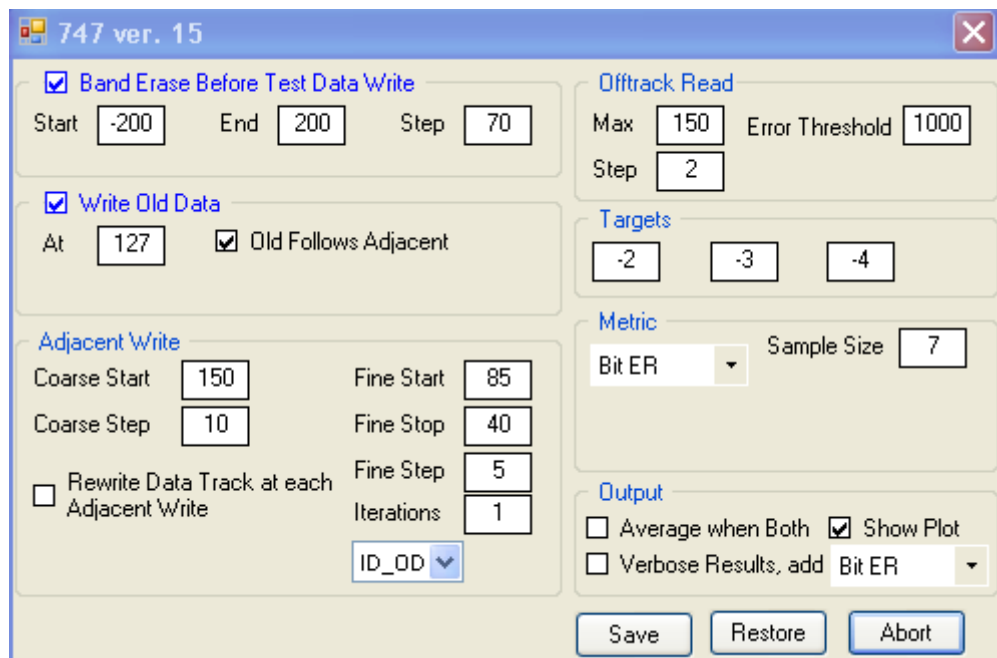 747 ver. 15
Band Erase Before Test Data Write
Start -200 End 200 Step 70
Write Old Data
At 127 Old Follows Adjacent
Adjacent Write
Coarse Start 150 Fine Start 85
Coarse Step 10 Fine Stop 40
Rewrite Data Track at each
Adjacent Write
Fine Step 5
Iterations 1
ID_OD
Offtrack Read
Max 150 Error Threshold 1000
Step 2
Targets
-2 -3 -4
Metric
Bit ER Sample Size 7
Output
Average when Both Show Plot
Verbose Results, add Bit ER
Save Restore Abort